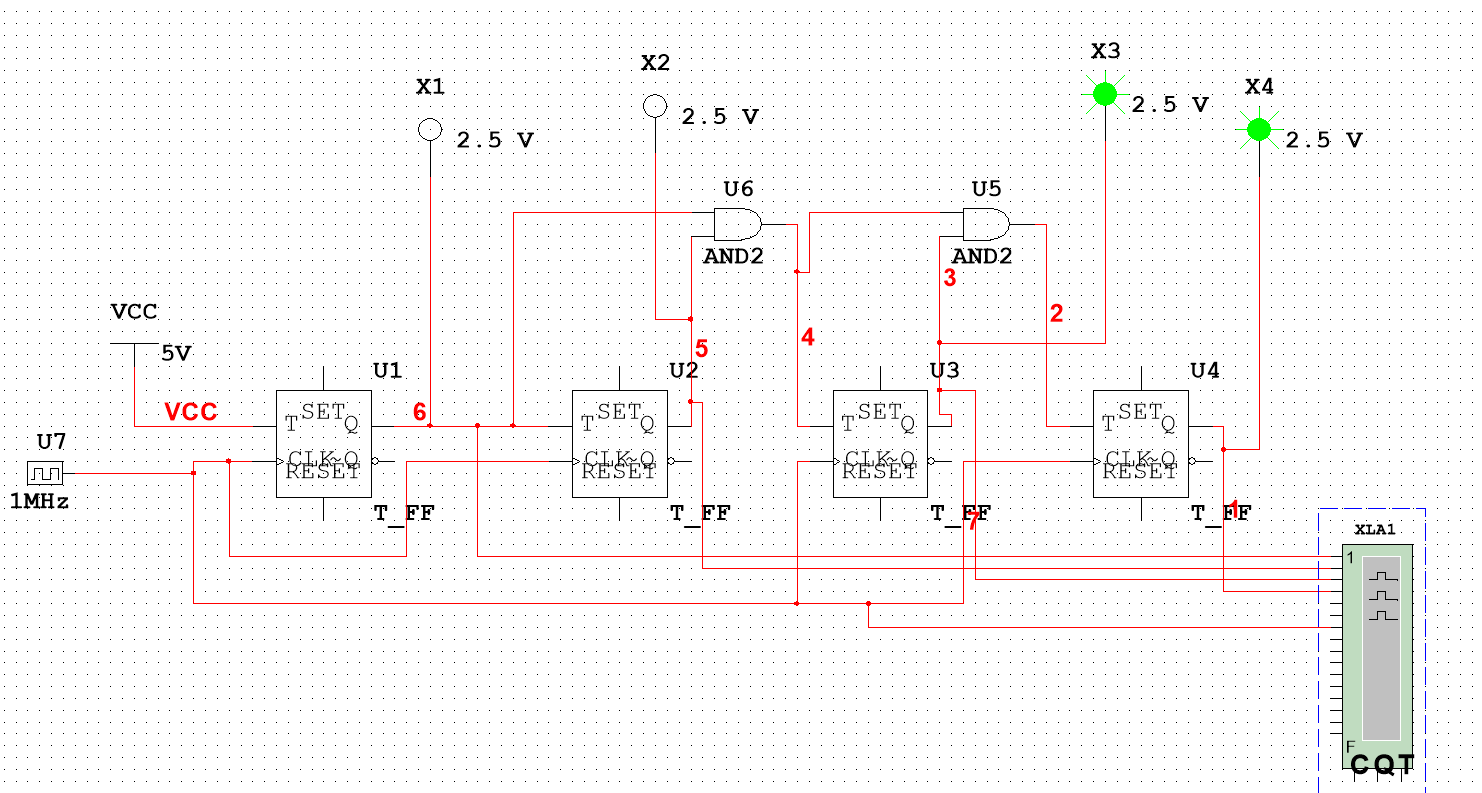 X3
X2
X1
X4
2.5 V
2.5 V
2.5 V
2.5 V
U6
U5
AND2
AND2
3
VCC
2
4
5V
5
U1
U2
U3
U4
VCC
6
SET
T Q
CLK ~Q
RESET
SET
T Q
CLK ~Q
RESET
SET
T Q
CLK ~Q
RESET
SET
T Q
CLK ~Q
RESET
U7
1MHz
T_FF
T_FF
T_FF
7
T_FF
1
XLA1
1
F
C Q T